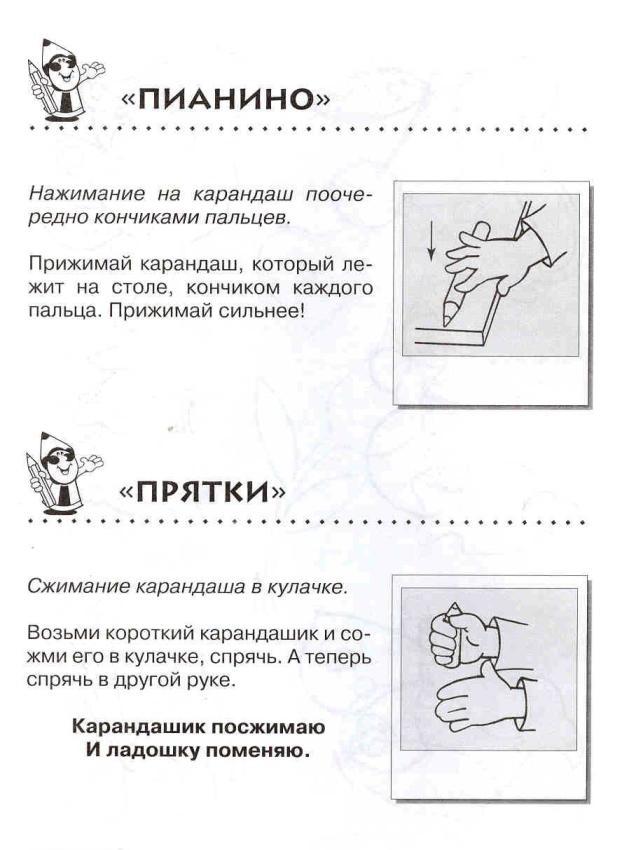 «ПИАНИНО»
Нажимание на карандаш пооче-
редно кончиками пальцев.
Прижимай карандаш, который ле-
жит на столе, кончиком каждого
пальца. Прижимай сильнее!
«ПРЯТКИ»
Сжимание карандаша в кулачке.
Возьми короткий карандашик и со-
жми его в кулачке, спрячь. А теперь
спрячь в другой руке.
Карандашик посжимаю
И ладошку поменяю.